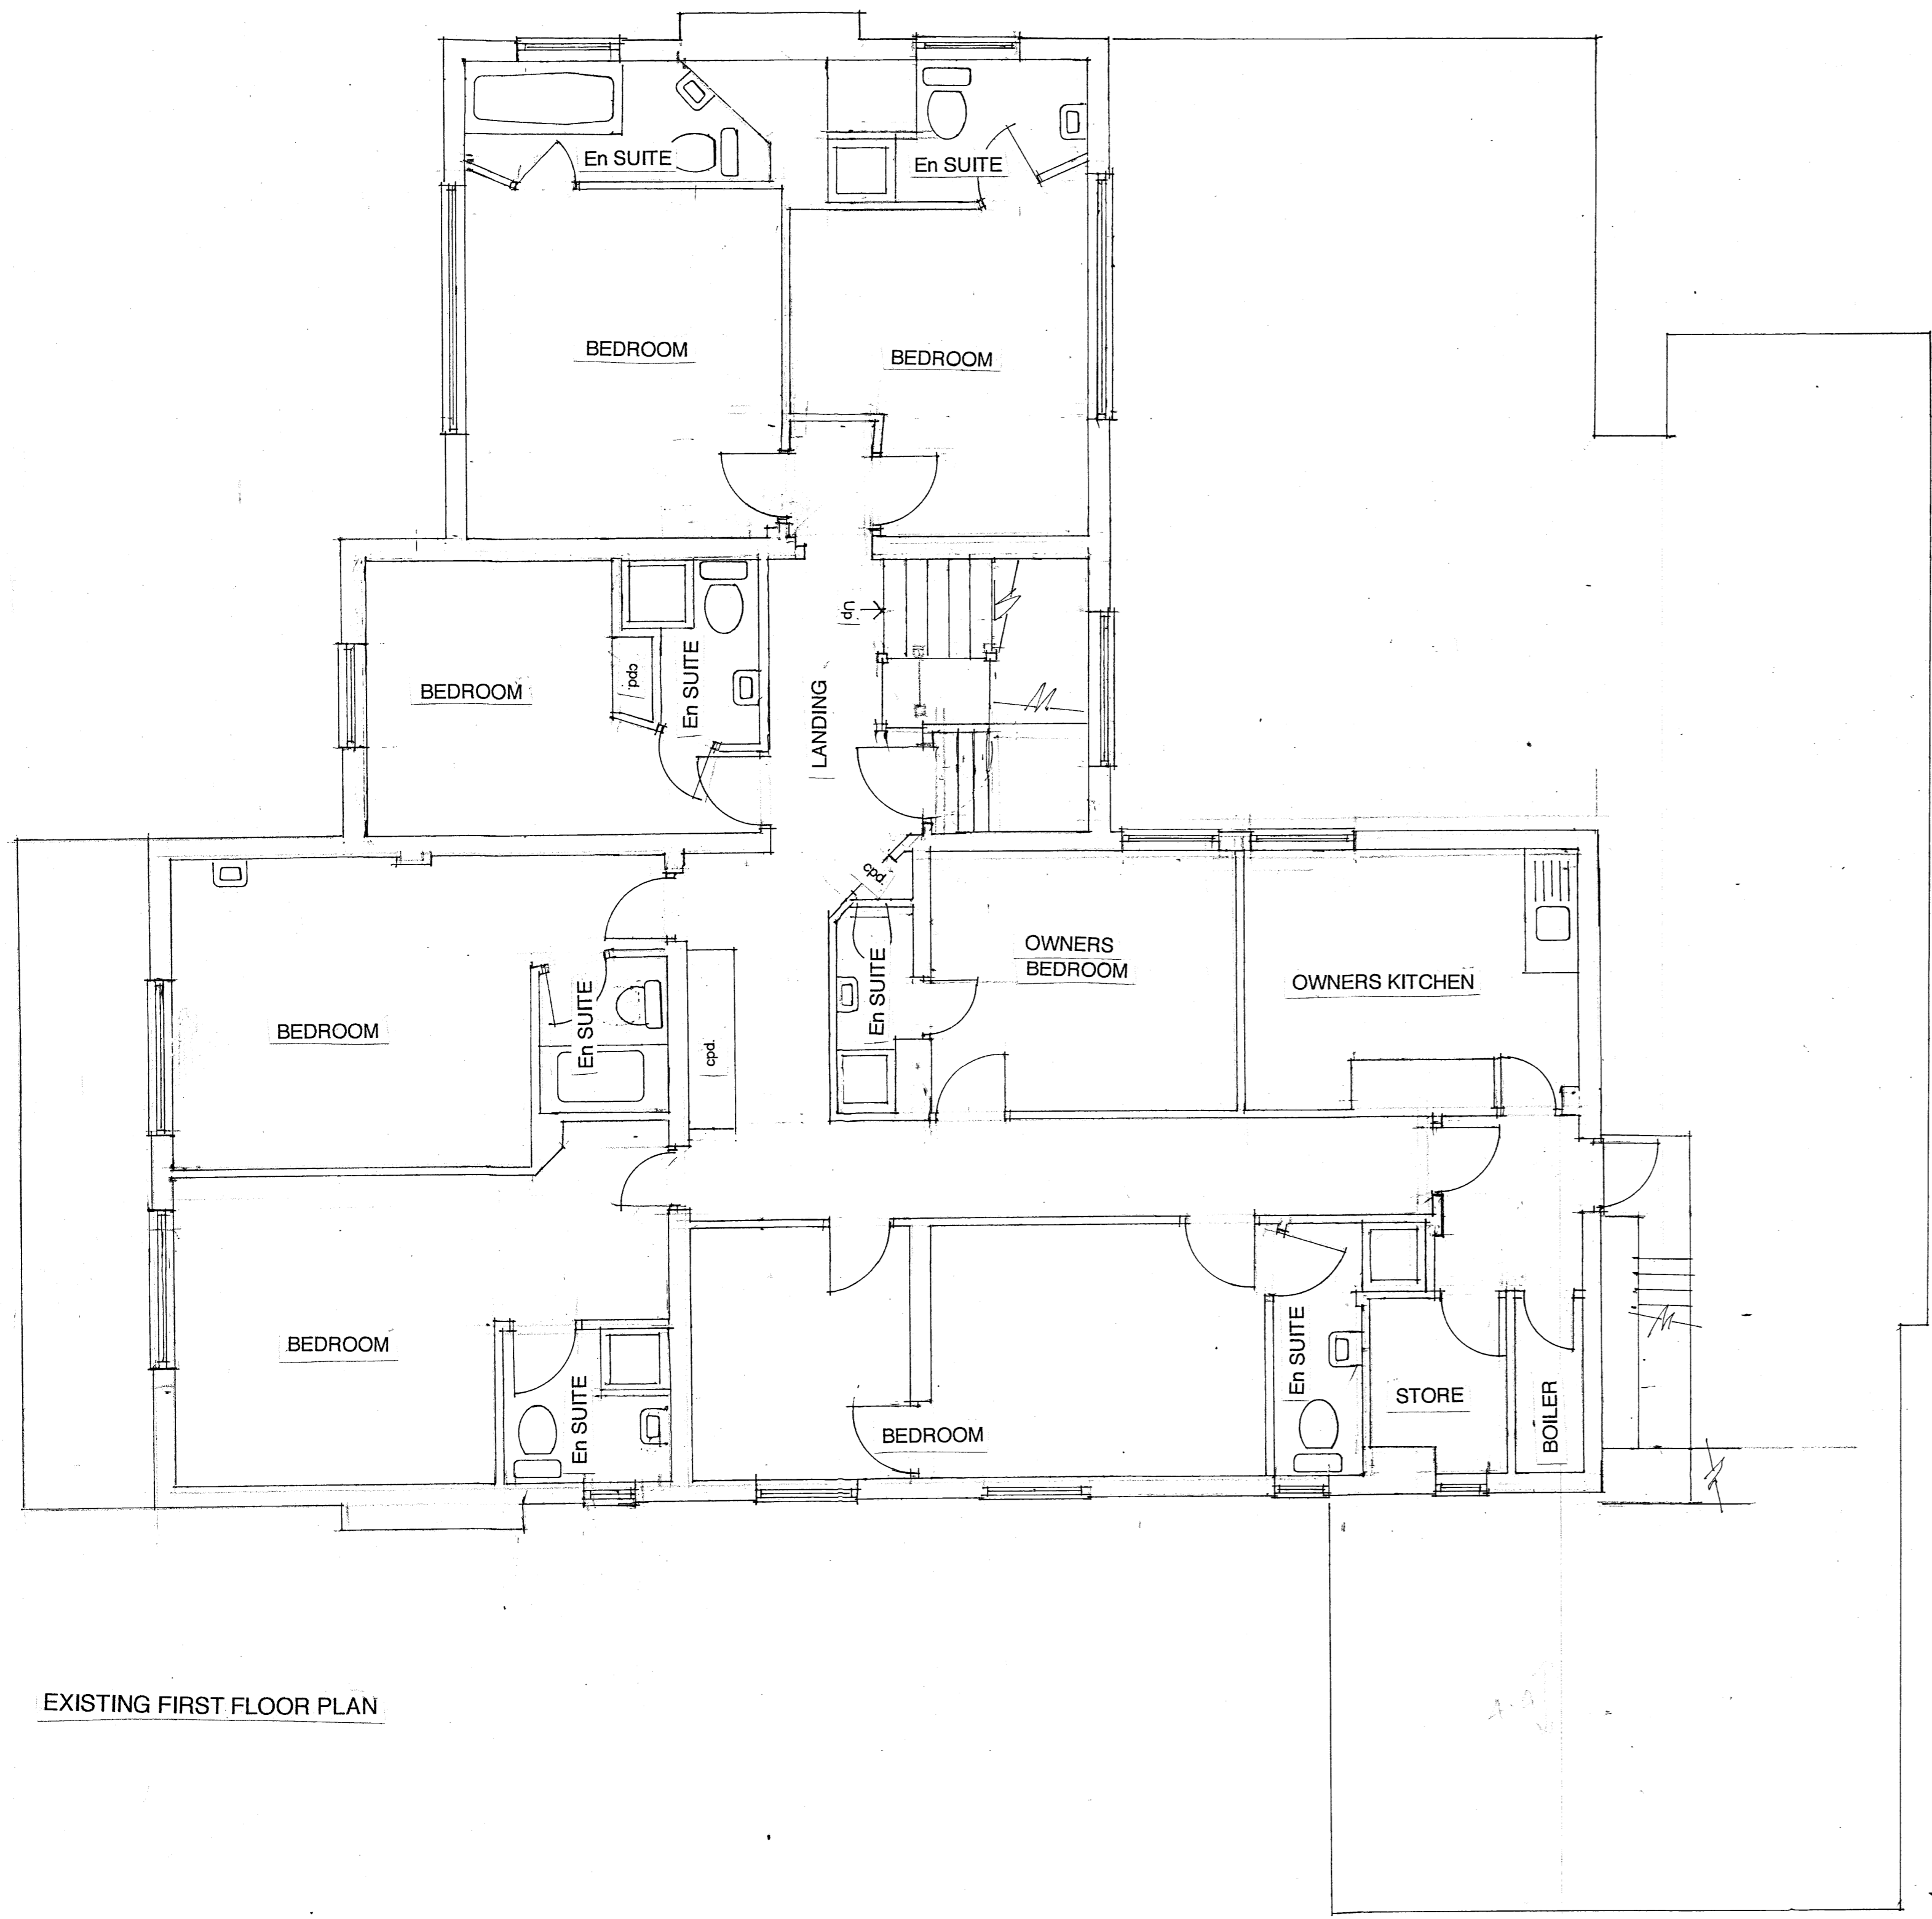 En SUITE
En SUITE
BEDROOM
BEDROOM
up
BEDROOM
cpd
En SUITE
LANDING
cpd.
OWNERS
BEDROOM
OWNERS KITCHEN
En SUITE
BEDROOM
En SUITE
cpd.
BEDROOM
En SUITE
BEDROOM
En SUITE
STORE
BOILER
EXISTING FIRST FLOOR PLAN